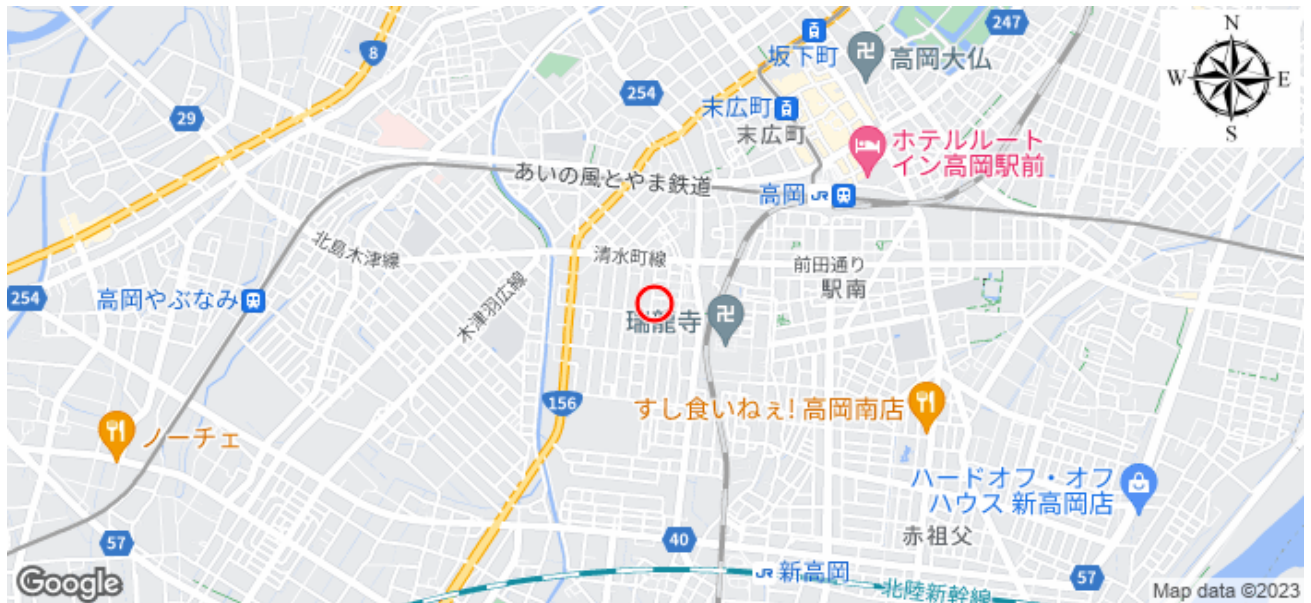 N
W
E
S
247
8
坂下町
高岡大仏
254
29
末広町
末広町
ホテルルート
イン高岡駅前
あいの風とやま鉄道
高岡
JR
北島木津線
清水町線
前田通り
駅南
254
高岡やぶなみ
木津羽広線
瑞龍寺
156
すし食いねぇ! 高岡南店
ノーチェ
ハードオフ・オフ
ハウス 新高岡店
赤祖父
57
40
JR 新高岡
57
北陸新幹線
Google
Map data ©2023